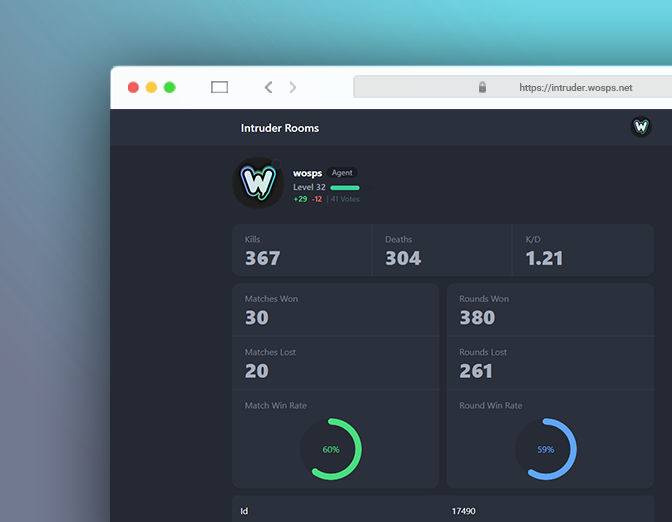 https://intruder.wosps.net
Intruder Rooms
W
W
wosps Agent
Level 32
+29 -12 | 41 Votes
Kills Deaths K/D
367 304 1.21
Matches Won Rounds Won
30 380
Matches Lost Rounds Lost
20 261
Match Win Rate Round Win Rate
60% 59%
Id 17490